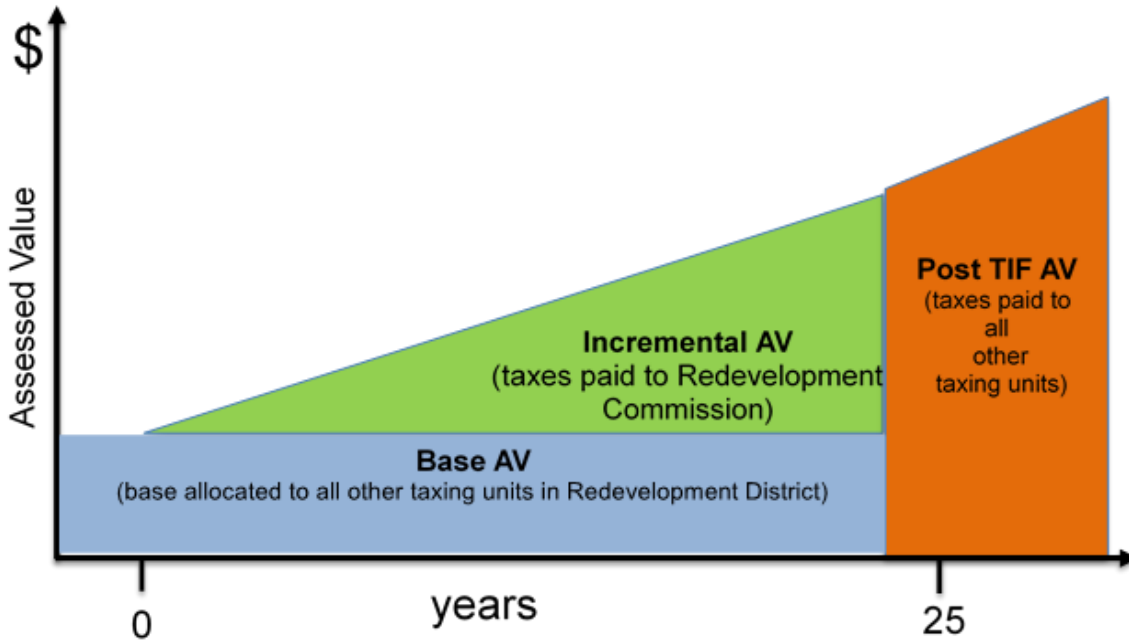 $
Assessed Value
Post TIF AV
(taxes paid to
all
other
taxing units)
Incremental AV
(taxes paid to Redevelopment
Commission)
Base AV
(base allocated to all other taxing units in Redevelopment District)
0
years
25